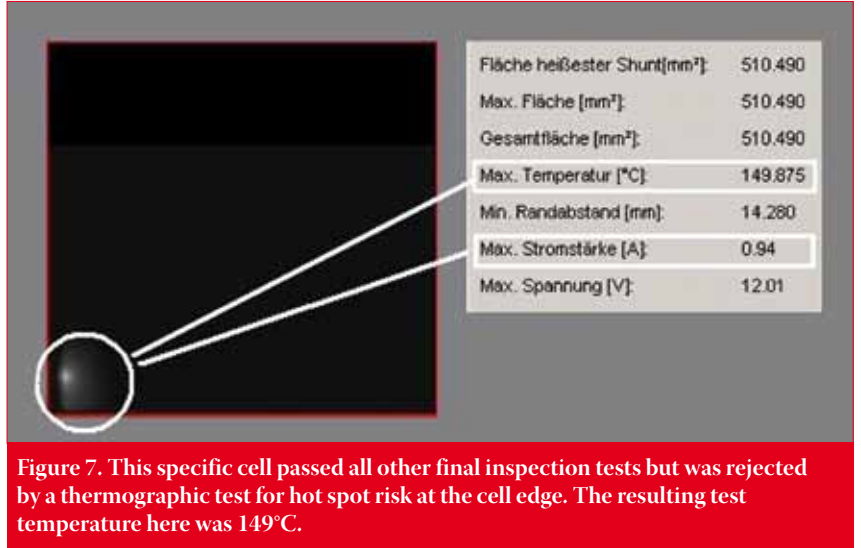 Fläche heißester Shunt[mm²]: 510.490
Max. Fläche [mm²]: 510.490
Gesamtfläche [mm²]: 510.490
Max. Temperatur [°C]: 149.875
Min. Randabstand [mm]: 14.280
Max. Stromstärke [A]: 0.94
Max. Spannung [V]: 12.01
Figure 7. This specific cell passed all other final inspection tests but was rejected
by a thermographic test for hot spot risk at the cell edge. The resulting test
temperature here was 149°C.